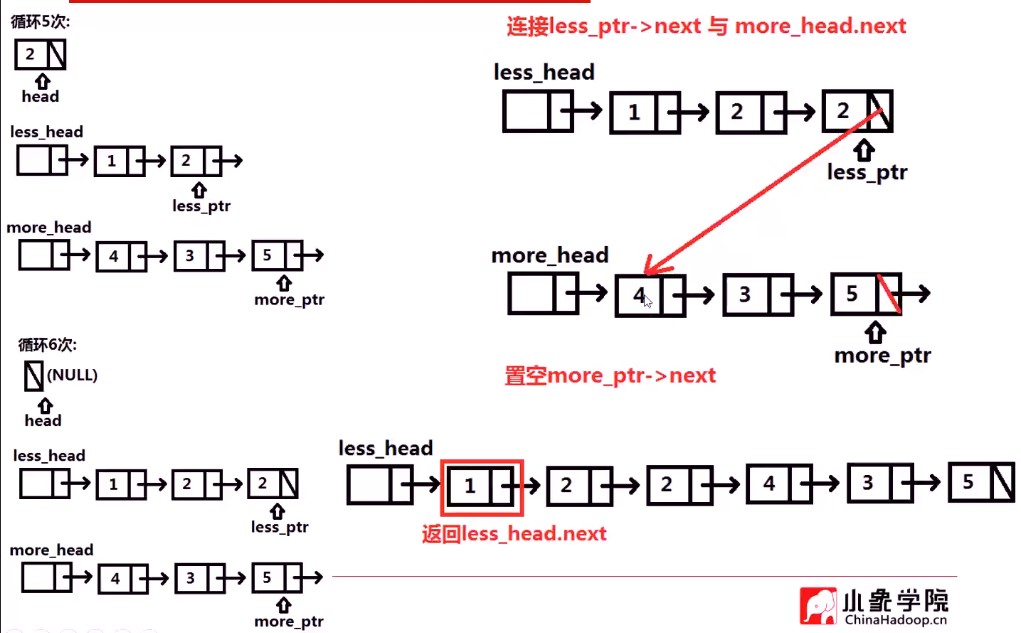 循环5次:
2
head
less_head
1 2
less_ptr
more_head
4 3 5
more_ptr
循环6次:
(NULL)
head
less_head
1 2 2
less_ptr
more_head
4 3 5
more_ptr
连接less_ptr->next 与 more_head.next
less_head
1 2 2
less_ptr
more_head
4 3 5
more_ptr
置空more_ptr->next
less_head
1 2 2 4 3 5
返回less_head.next
小象学院
ChinaHadoop.cn